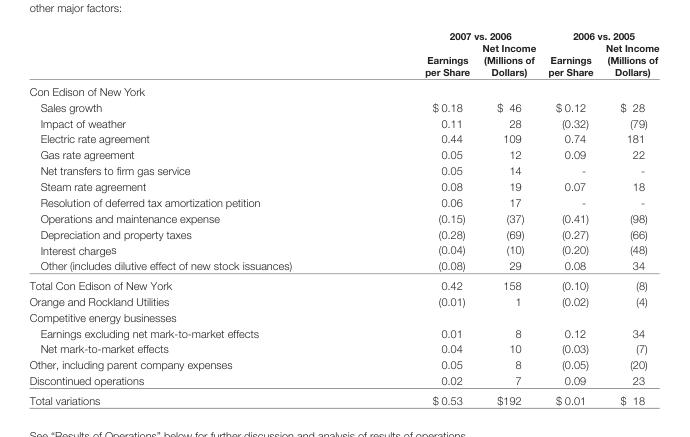 other major factors:
2007 vs. 2006 2006 vs. 2005
Net Income Net Income
Earnings (Millions of Earnings (Millions of
per Share Dollars) per Share Dollars)
Con Edison of New York
Sales growth $ 0.18 $ 46 $ 0.12 $ 28
Impact of weather 0.11 28 (0.32) (79)
Electric rate agreement 0.44 109 0.74 181
Gas rate agreement 0.05 12 0.09 22
Net transfers to firm gas service 0.05 14 - -
Steam rate agreement 0.08 19 0.07 18
Resolution of deferred tax amortization petition 0.06 17 - -
Operations and maintenance expense (0.15) (37) (0.41) (98)
Depreciation and property taxes (0.28) (69) (0.27) (66)
Interest charges (0.04) (10) (0.20) (48)
Other (includes dilutive effect of new stock issuances) (0.08) 29 0.08 34
Total Con Edison of New York 0.42 158 (0.10) (8)
Orange and Rockland Utilities (0.01) 1 (0.02) (4)
Competitive energy businesses
Earnings excluding net mark-to-market effects 0.01 8 0.12 34
Net mark-to-market effects 0.04 10 (0.03) (7)
Other, including parent company expenses 0.05 8 (0.05) (20)
Discontinued operations 0.02 7 0.09 23
Total variations $ 0.53 $192 $ 0.01 $ 18
See "Results of Operations" below for further discussion and analysis of results of operations.